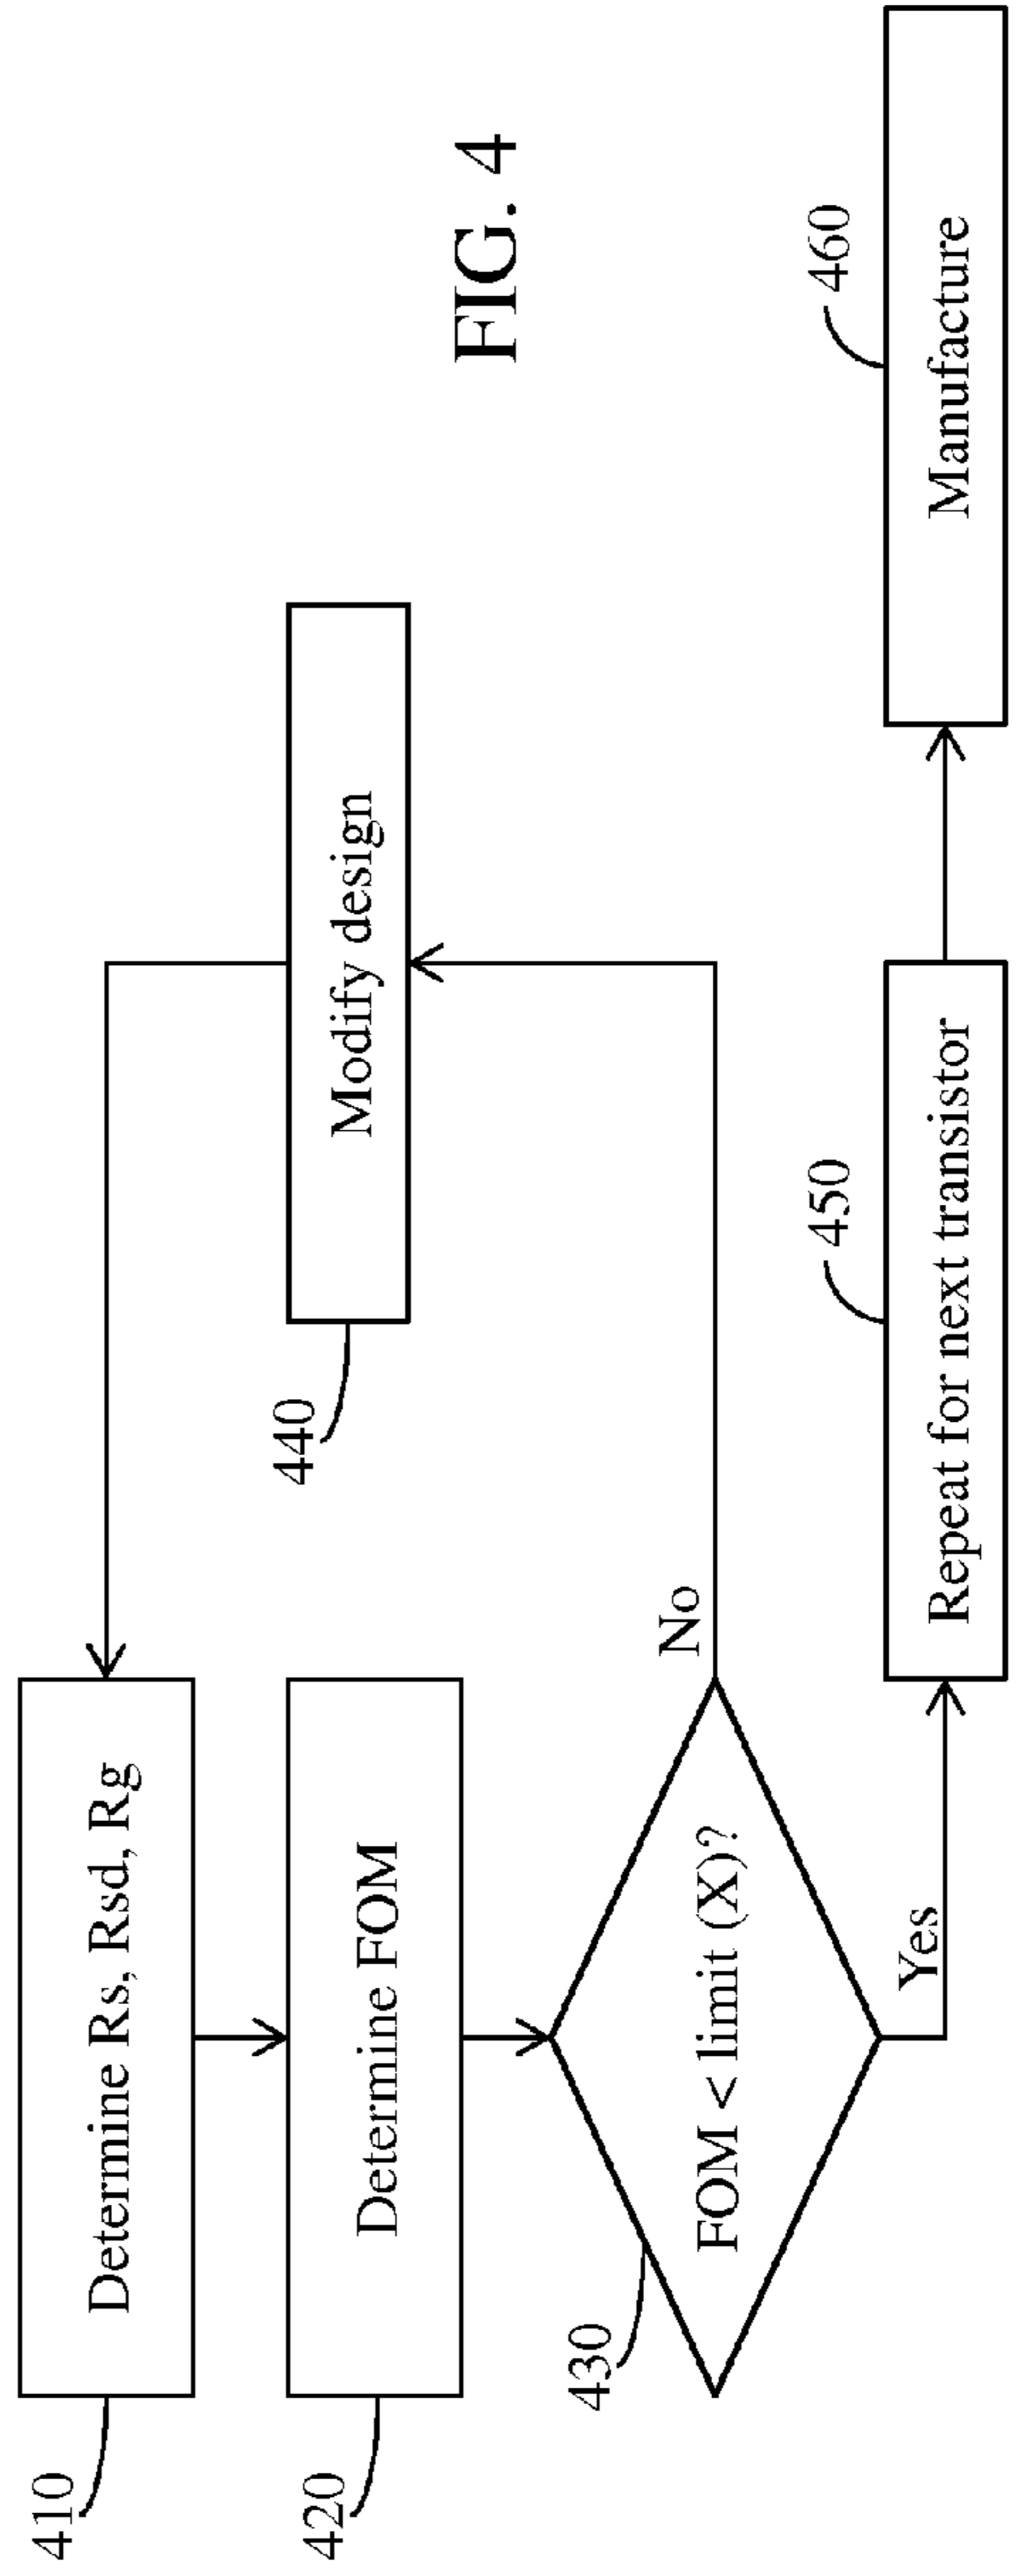 410
Determine Rs, Rsd, Rg
420
Determine FOM
430
FOM < limit (X)?
No
Yes
440
Modify design
450
Repeat for next transistor
460
Manufacture
FIG. 4